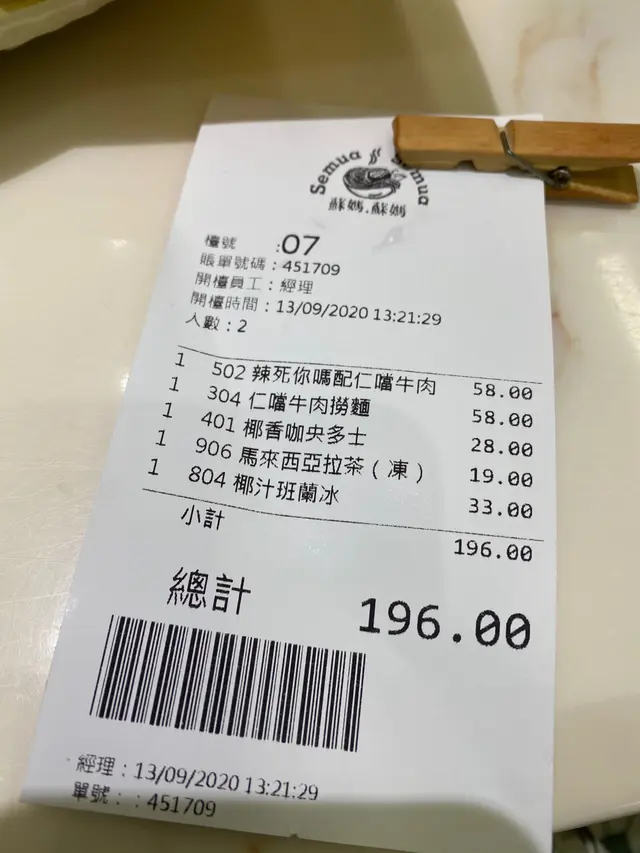 Semua Semua
蘇媽.蘇媽
檯號 :07
賬單號碼:451709
開檯員工:經理
開檯時間:13/09/2020 13:21:29
人數:2
1 502 辣死你嗎配仁噹牛肉 58.00
1 304 仁噹牛肉撈麵 58.00
1 401 椰香咖央多士 28.00
1 906 馬來西亞拉茶(凍) 19.00
1 804 椰汁班蘭冰 33.00
小計 196.00
總計 196.00
經理:13/09/2020 13:21:29
單號: :451709